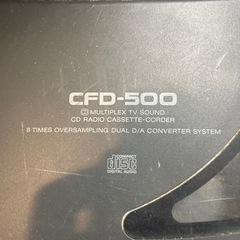 CFD-500
MULTIPLEX TV SOUND
CD RADIO CASSETTE-CORDER
8 TIMES OVERSAMPLING DUAL D/A CONVERTER SYSTEM
COMPACT
disc
DIGITAL AUDIO